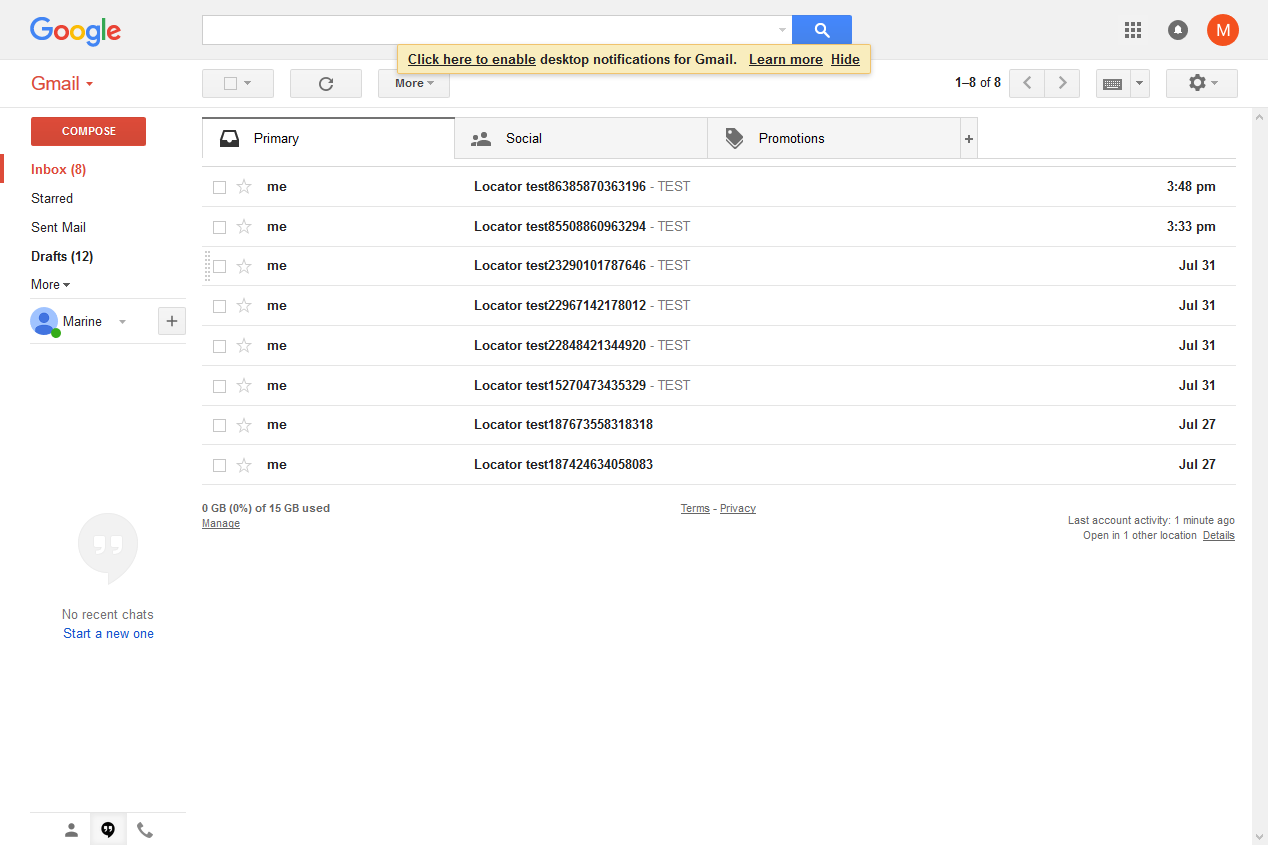 Google
Click here to enable desktop notifications for Gmail. Learn more Hide
M
Gmail
More
1–8 of 8
COMPOSE
Inbox (8)
Starred
Sent Mail
Drafts (12)
More
Marine
+
Primary
Social
Promotions
+
me Locator test86385870363196 - TEST 3:48 pm
me Locator test85508860963294 - TEST 3:33 pm
me Locator test23290101787646 - TEST Jul 31
me Locator test22967142178012 - TEST Jul 31
me Locator test22848421344920 - TEST Jul 31
me Locator test15270473435329 - TEST Jul 31
me Locator test187673558318318 Jul 27
me Locator test187424634058083 Jul 27
0 GB (0%) of 15 GB used
Manage
Terms - Privacy
Last account activity: 1 minute ago
Open in 1 other location Details
No recent chats
Start a new one